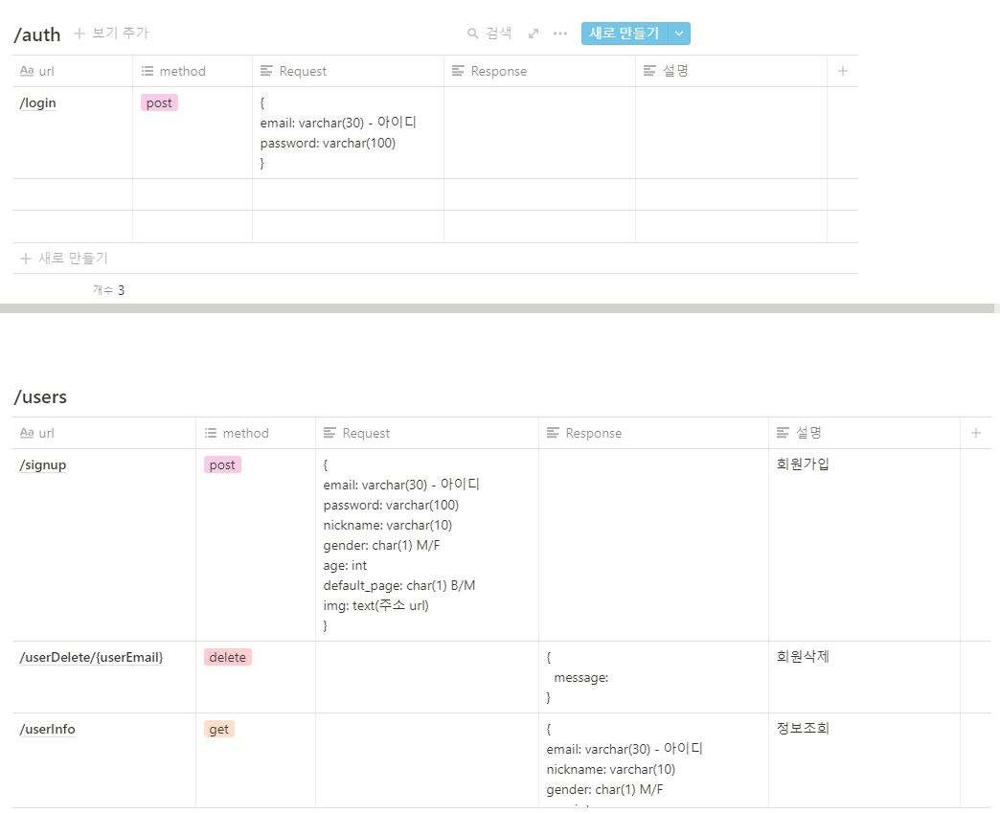 /auth + 보기 추가 검색 새로 만들기
Aa url method Request Response 설명 +
/login post {
email: varchar(30) - 아이디
password: varchar(100)
}
+ 새로 만들기
개수 3
/users
Aa url method Request Response 설명 +
/signup post { 회원가입
email: varchar(30) - 아이디
password: varchar(100)
nickname: varchar(10)
gender: char(1) M/F
age: int
default_page: char(1) B/M
img: text(주소 url)
}
/userDelete/{userEmail} delete { 회원삭제
message:
}
/userInfo get { 정보조회
email: varchar(30) - 아이디
nickname: varchar(10)
gender: char(1) M/F